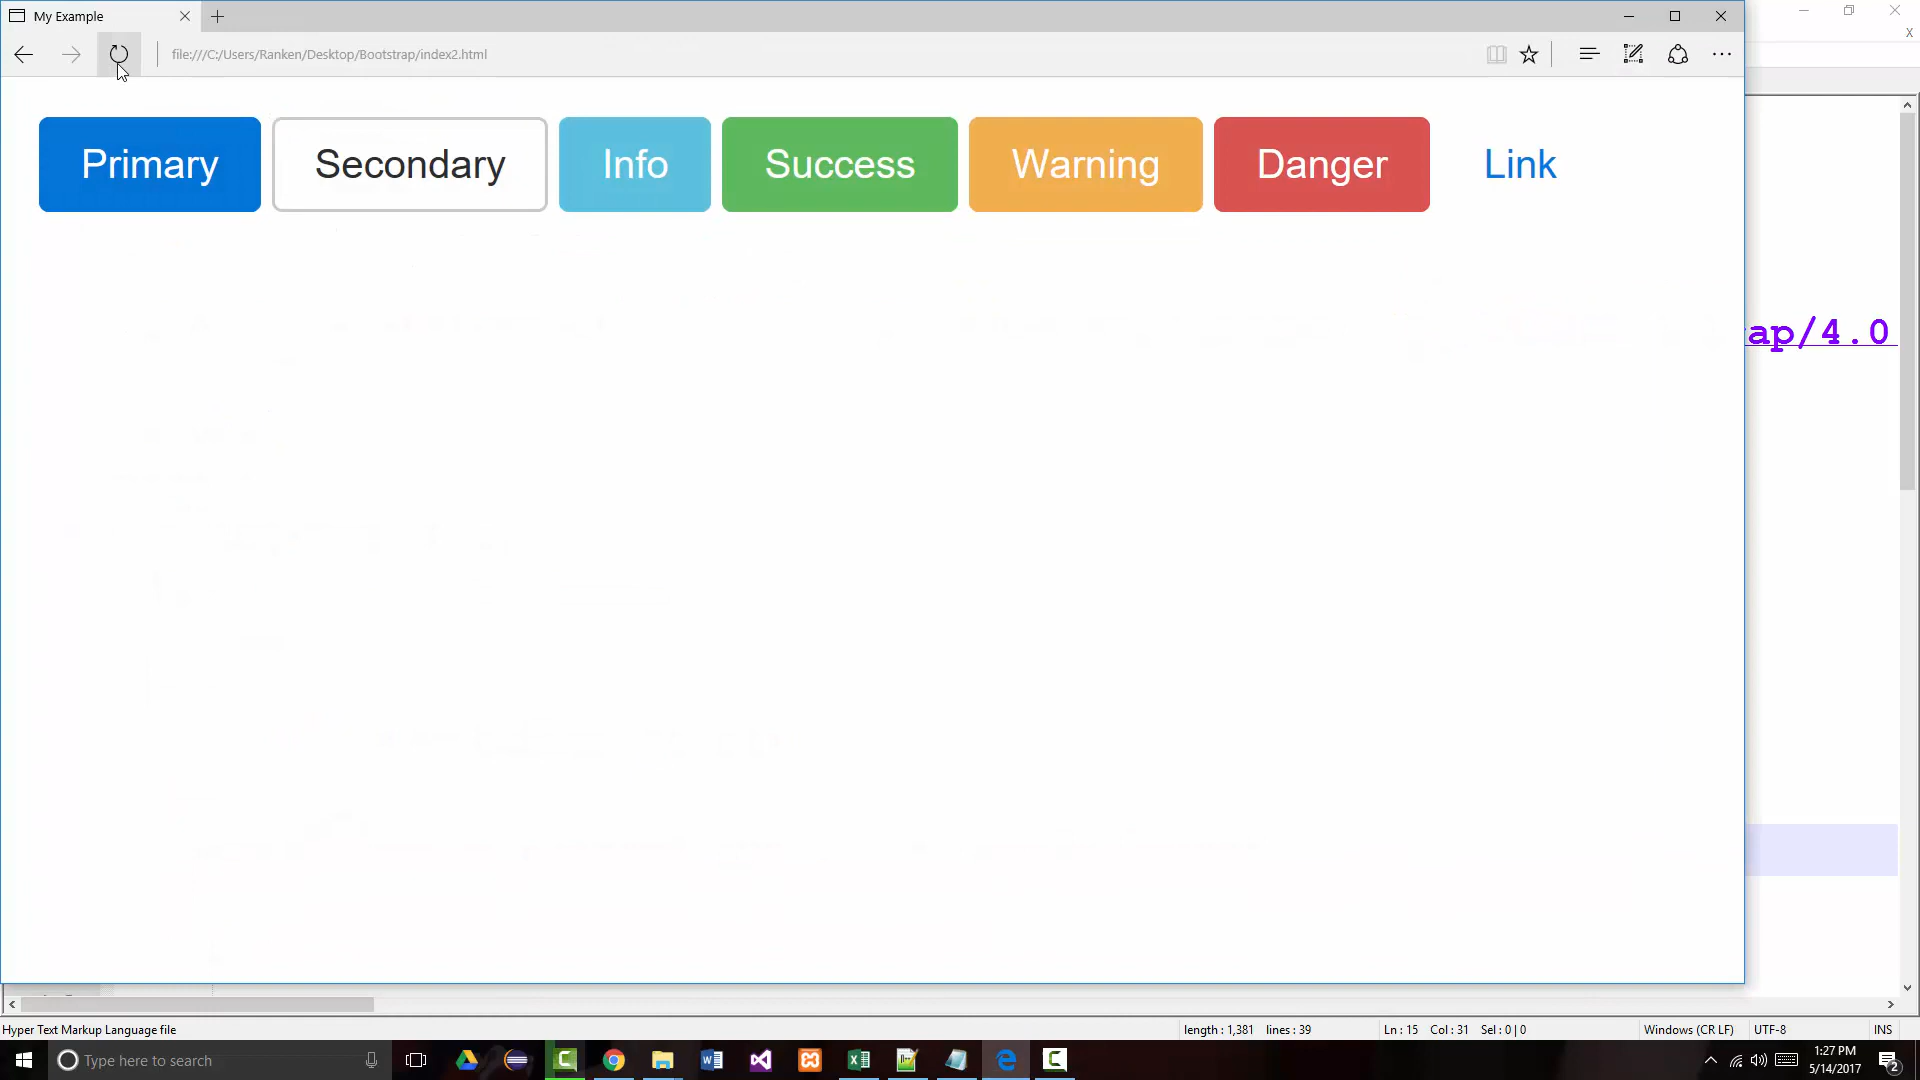 My Example
file:///C:/Users/Ranken/Desktop/Bootstrap/index2.html
X
Primary Secondary Info Success Warning Danger Link
ap/4.0
Hyper Text Markup Language file length : 1,381 lines : 39 Ln : 15 Col : 31 Sel : 0 | 0 Windows (CR LF) UTF-8 INS
Type here to search
1:27 PM
5/14/2017
2